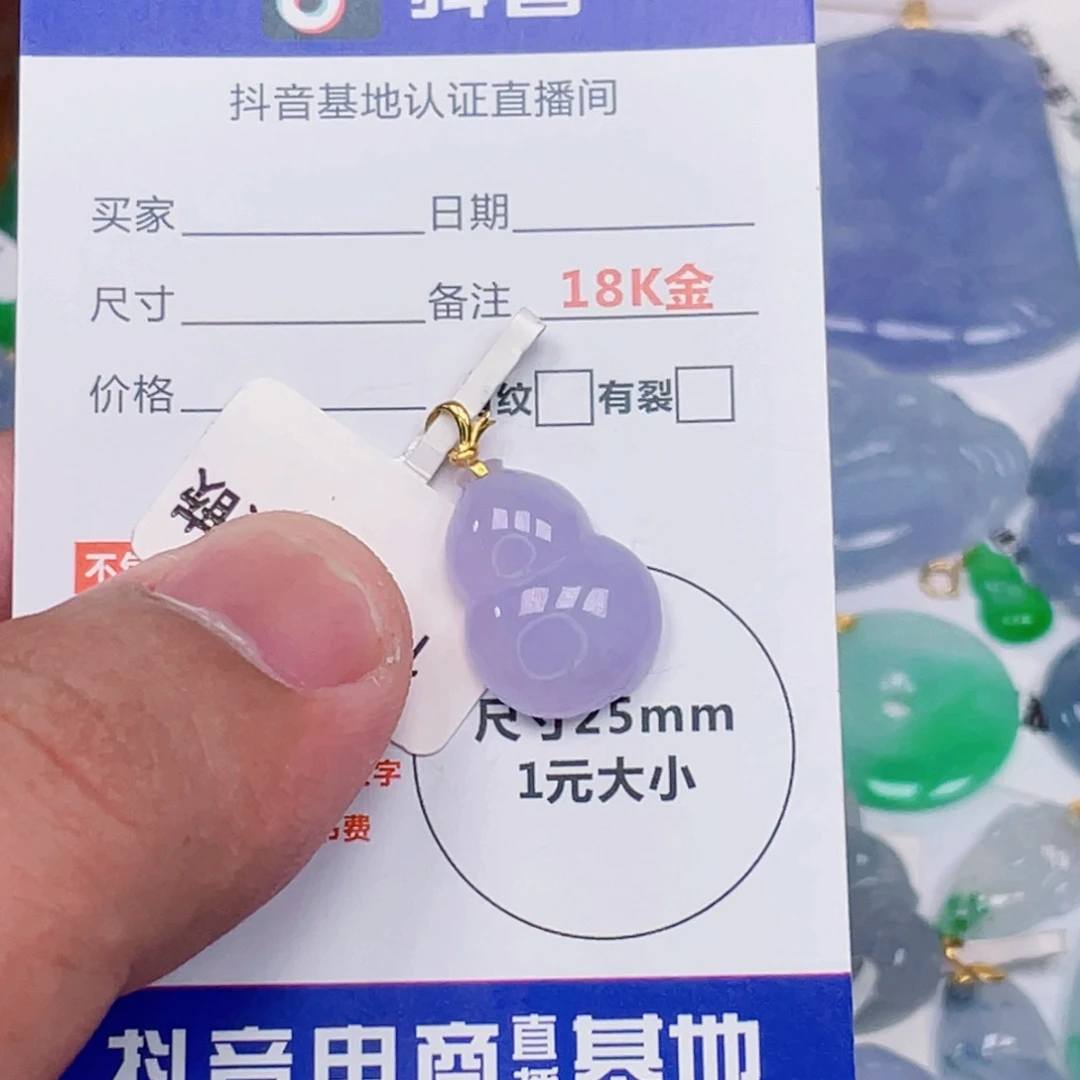 抖音
抖音基地认证直播间
买家 日期
尺寸 备注 18K金
价格 纹 有裂
尺寸25mm
1元大小
字
费
抖音电商直播基地